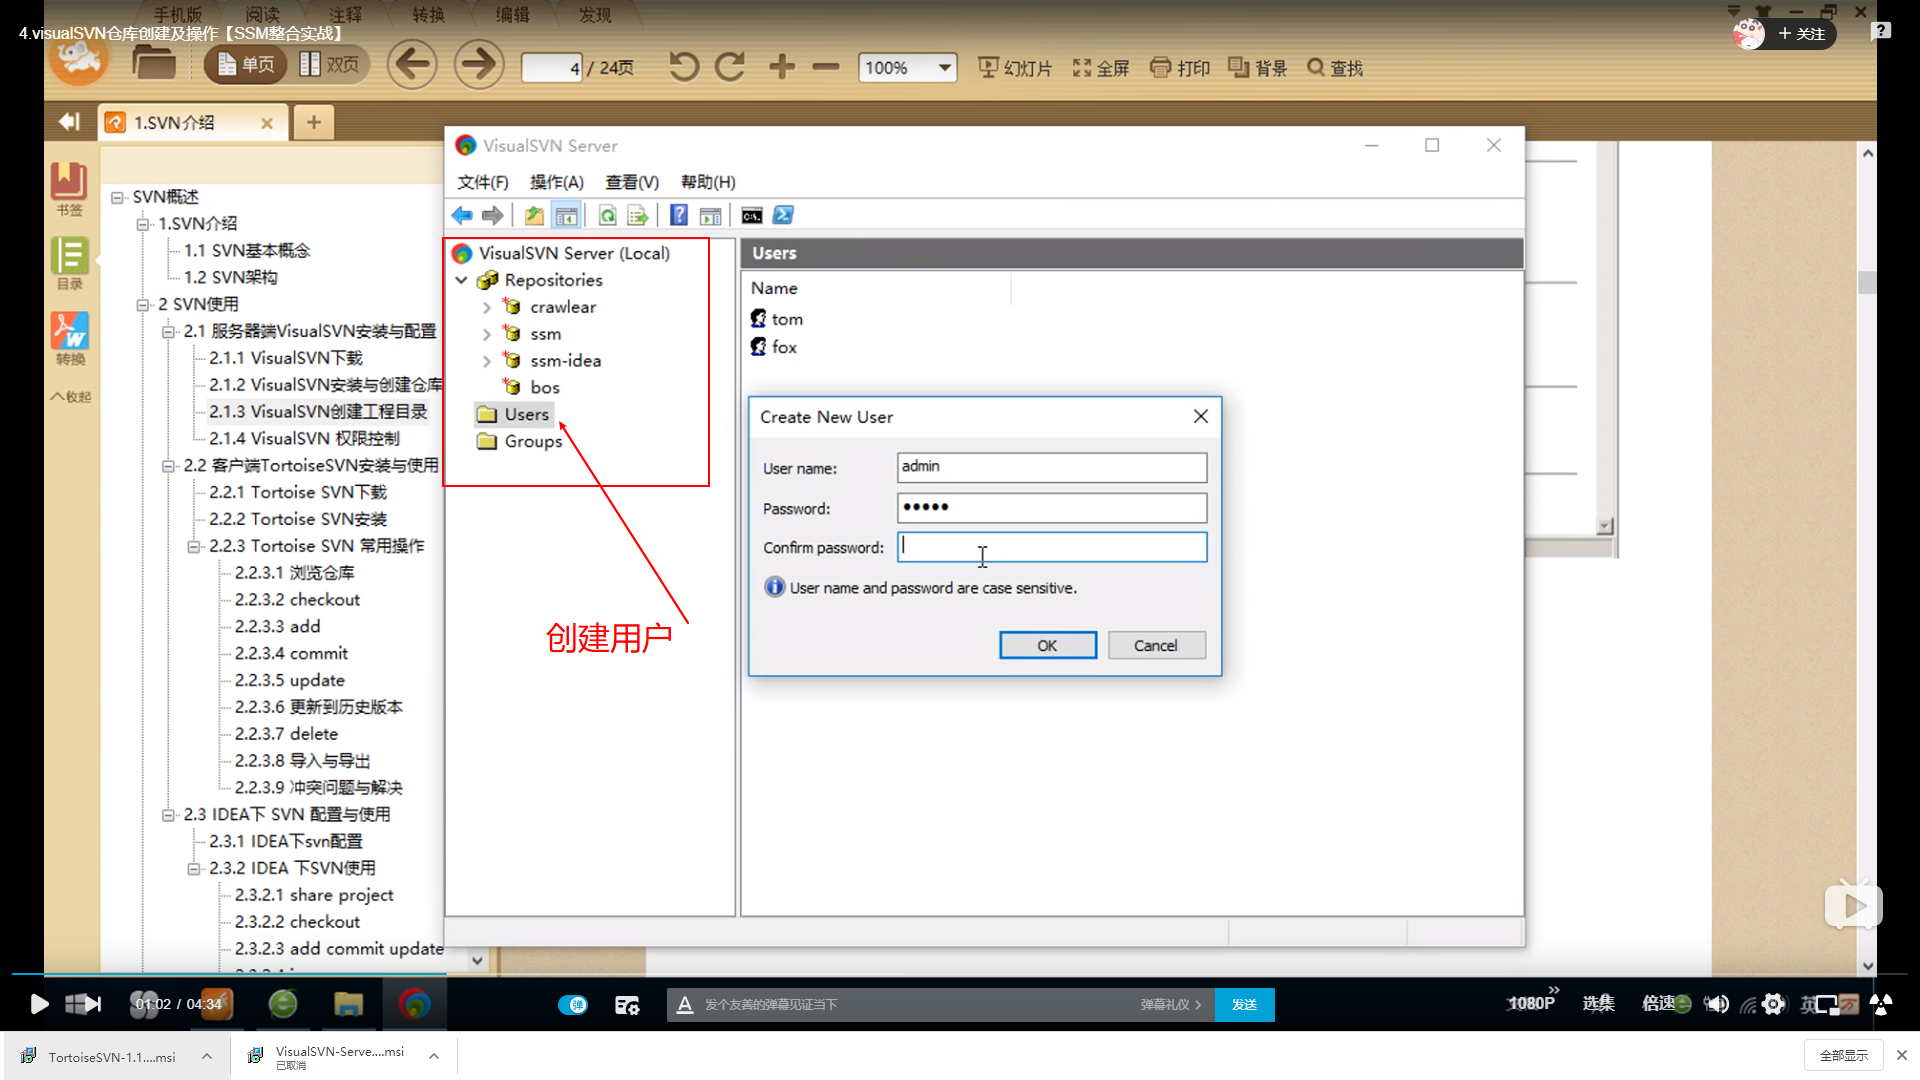 手机版 阅读 注释 转换 编辑 发现
4.visualSVN仓库创建及操作【SSM整合实战】
+ 关注
单页 双页 4 / 24页 100% 幻灯片 全屏 打印 背景 查找
1.SVN介绍
书签
目录
转换
收起
SVN概述
1.SVN介绍
1.1 SVN基本概念
1.2 SVN架构
2 SVN使用
2.1 服务器端VisualSVN安装与配置
2.1.1 VisualSVN下载
2.1.2 VisualSVN安装与创建仓库
2.1.3 VisualSVN创建工程目录
2.1.4 VisualSVN 权限控制
2.2 客户端TortoiseSVN安装与使用
2.2.1 Tortoise SVN下载
2.2.2 Tortoise SVN安装
2.2.3 Tortoise SVN 常用操作
2.2.3.1 浏览仓库
2.2.3.2 checkout
2.2.3.3 add
2.2.3.4 commit
2.2.3.5 update
2.2.3.6 更新到历史版本
2.2.3.7 delete
2.2.3.8 导入与导出
2.2.3.9 冲突问题与解决
2.3 IDEA下 SVN 配置与使用
2.3.1 IDEA下svn配置
2.3.2 IDEA 下SVN使用
2.3.2.1 share project
2.3.2.2 checkout
2.3.2.3 add commit update
VisualSVN Server
文件(F) 操作(A) 查看(V) 帮助(H)
VisualSVN Server (Local)
Repositories
crawlear
ssm
ssm-idea
bos
Users
Groups
创建用户
Users
Name
tom
fox
Create New User
User name: admin
Password: •••••
Confirm password:
User name and password are case sensitive.
OK Cancel
01:02 / 04:34
弹
发个友善的弹幕见证当下
弹幕礼仪 >
发送
1080P 选集 倍速 英
TortoiseSVN-1.1....msi
VisualSVN-Serve....msi
已取消
全部显示